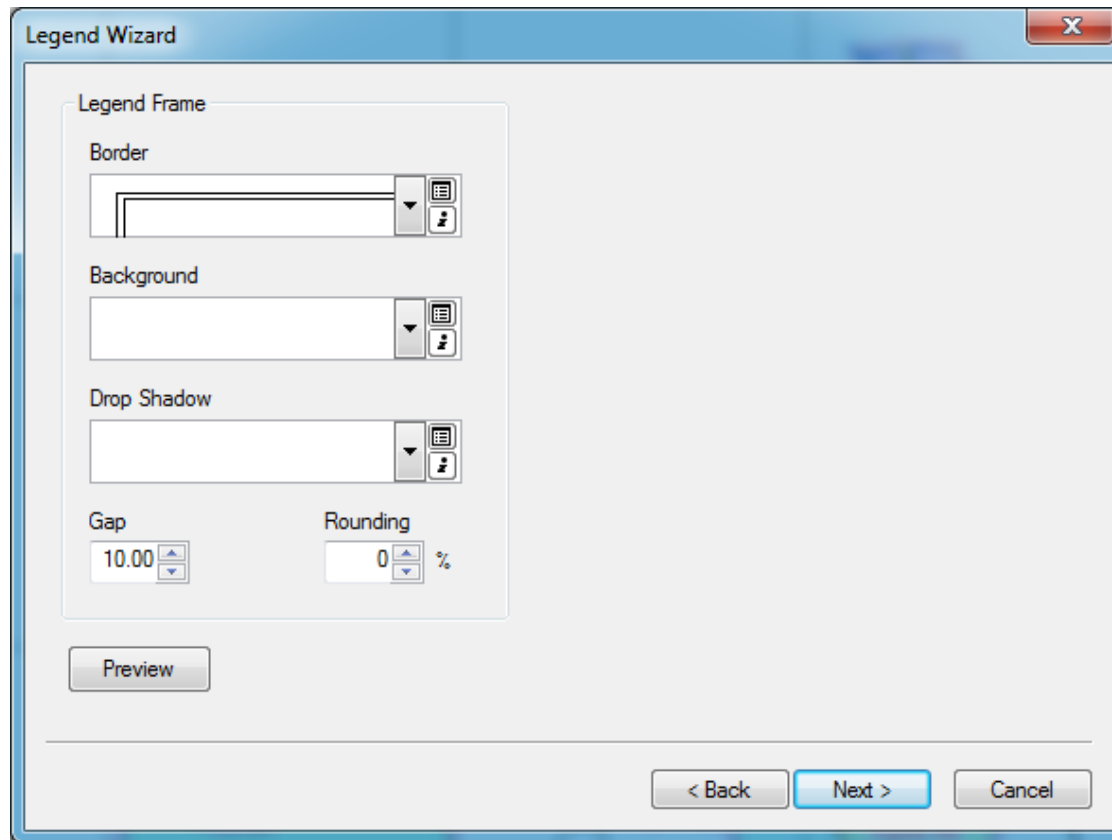 Legend Wizard
Legend Frame
Border
Background
Drop Shadow
Gap Rounding
10.00 0 %
Preview
< Back Next > Cancel